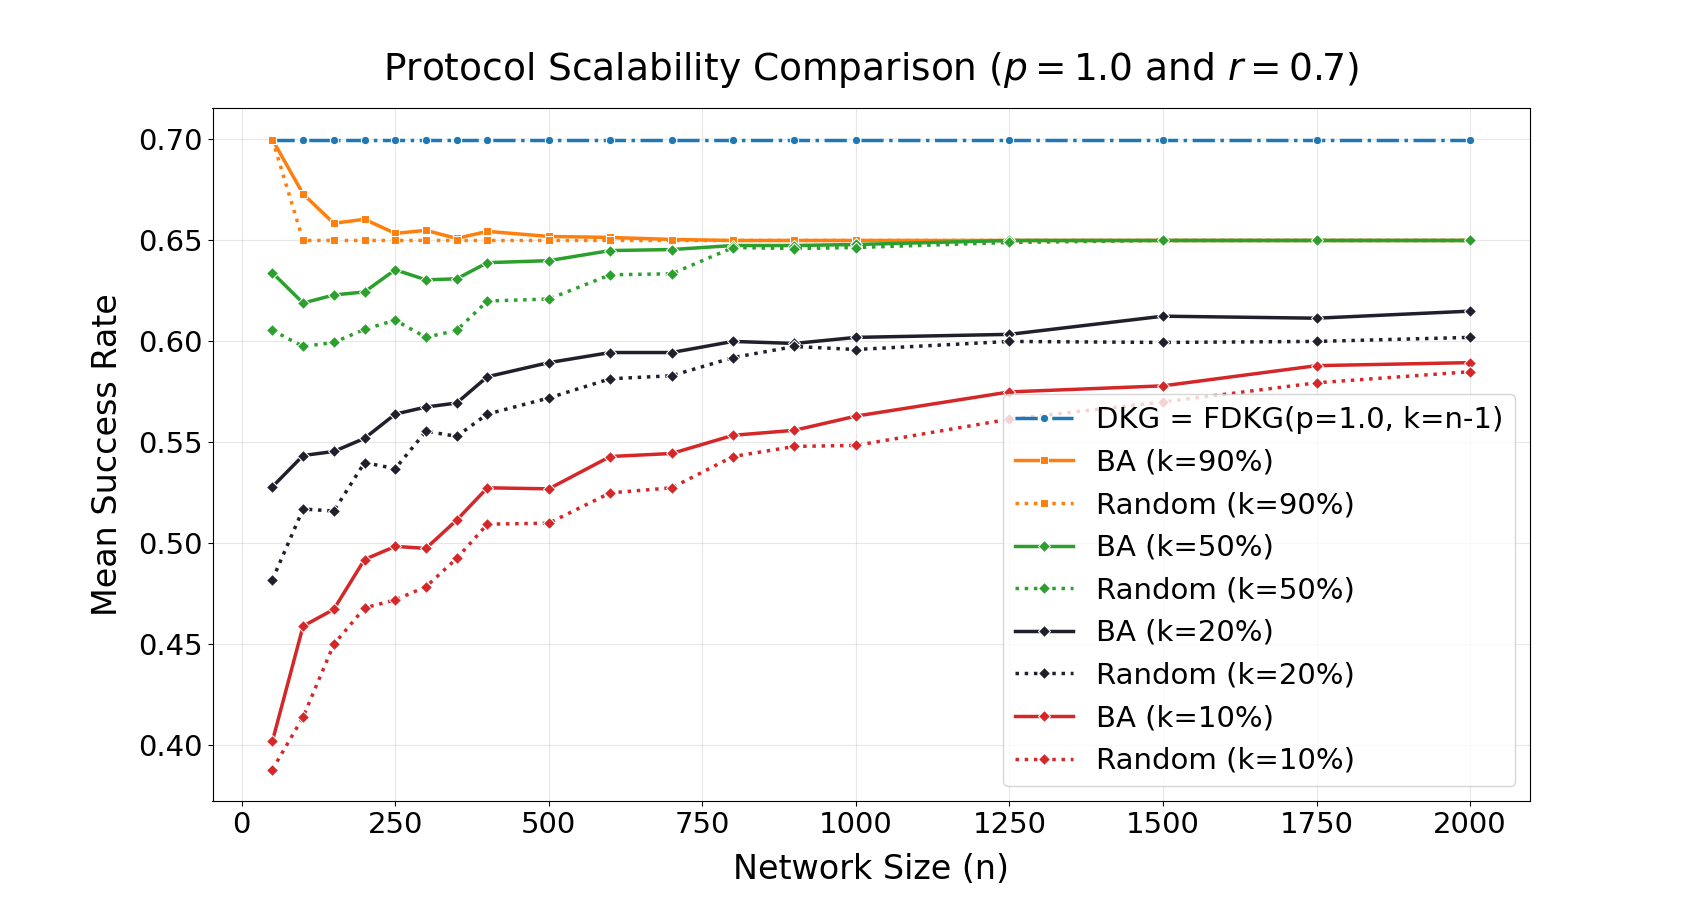 Protocol Scalability Comparison (p = 1.0 and r = 0.7)
Mean Success Rate
0.70
0.65
0.60
0.55
0.50
0.45
0.40
DKG = FDKG(p=1.0, k=n-1)
BA (k=90%)
Random (k=90%)
BA (k=50%)
Random (k=50%)
BA (k=20%)
Random (k=20%)
BA (k=10%)
Random (k=10%)
0 250 500 750 1000 1250 1500 1750 2000
Network Size (n)